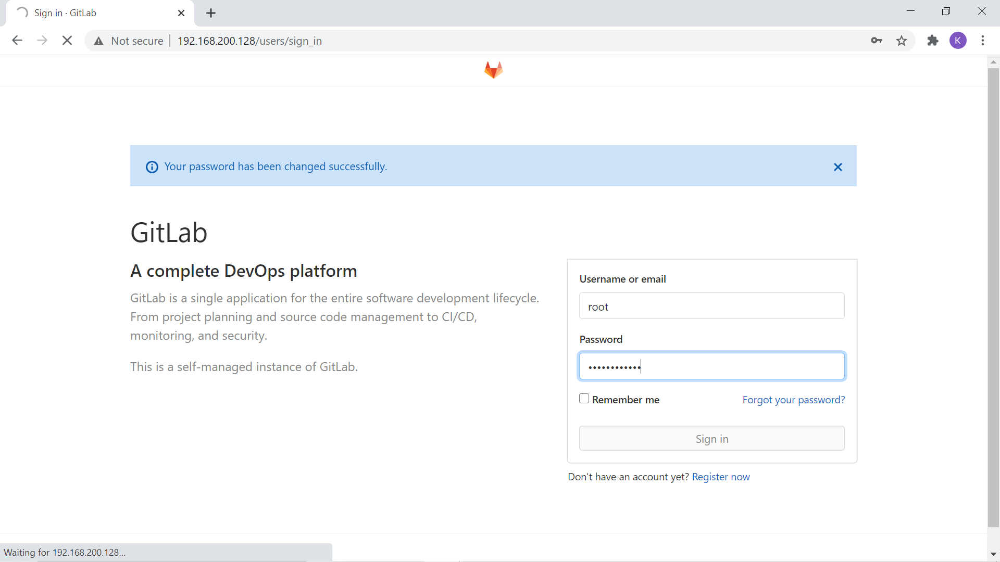 Sign in · GitLab
Not secure
192.168.200.128/users/sign_in
K
Your password has been changed successfully.
GitLab
A complete DevOps platform
GitLab is a single application for the entire software development lifecycle.
From project planning and source code management to CI/CD,
monitoring, and security.
This is a self-managed instance of GitLab.
Username or email
root
Password
••••••••••••
Remember me
Forgot your password?
Sign in
Don't have an account yet? Register now
Waiting for 192.168.200.128...